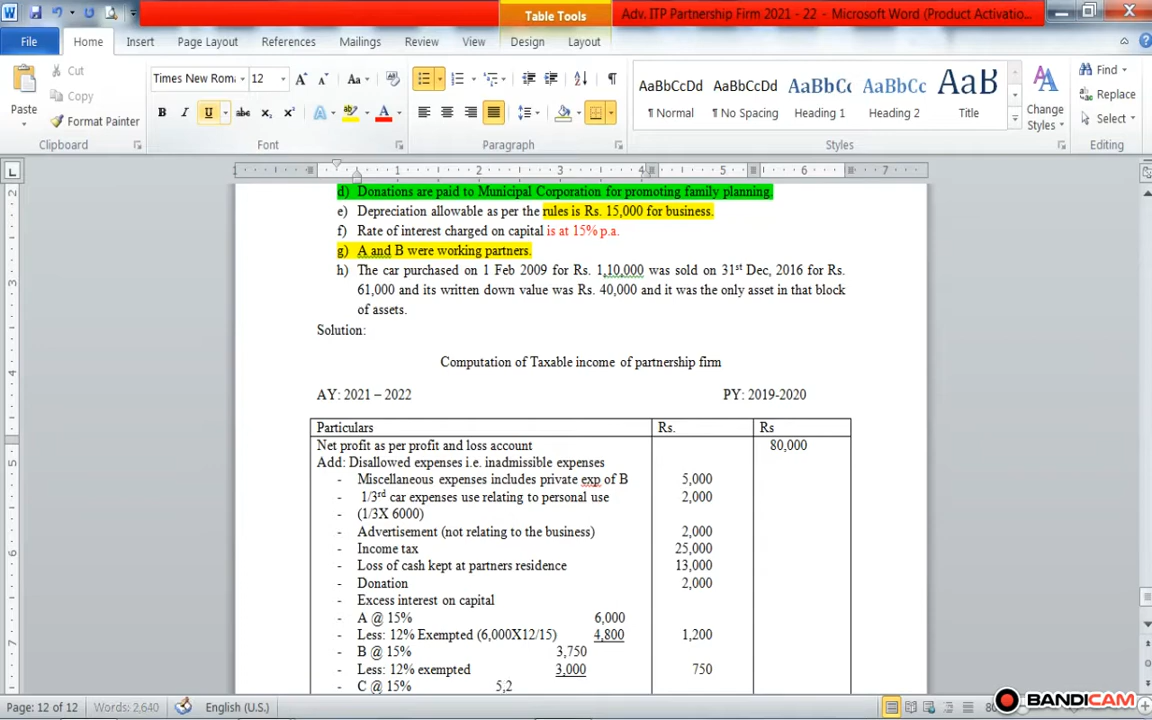 Table Tools
Adv. ITP Partnership Firm 2021 - 22 - Microsoft Word (Product Activatio...
File Home Insert Page Layout References Mailings Review View Design Layout
Cut
Copy
Paste
Format Painter
Clipboard
Times New Rom 12
Font
Paragraph
AaBbCcDd AaBbCcDd AaBbCc AaBbCc AaB
¶ Normal ¶ No Spacing Heading 1 Heading 2 Title
Styles
Change Styles
Find
Replace
Select
Editing
d) Donations are paid to Municipal Corporation for promoting family planning.
e) Depreciation allowable as per the rules is Rs. 15,000 for business.
f) Rate of interest charged on capital is at 15% p.a.
g) A and B were working partners.
h) The car purchased on 1 Feb 2009 for Rs. 1,10,000 was sold on 31st Dec, 2016 for Rs.
61,000 and its written down value was Rs. 40,000 and it was the only asset in that block
of assets.
Solution:
Computation of Taxable income of partnership firm
AY: 2021 – 2022 PY: 2019-2020
Particulars Rs. Rs
Net profit as per profit and loss account 80,000
Add: Disallowed expenses i.e. inadmissible expenses
- Miscellaneous expenses includes private exp of B 5,000
- 1/3rd car expenses use relating to personal use 2,000
- (1/3X 6000)
- Advertisement (not relating to the business) 2,000
- Income tax 25,000
- Loss of cash kept at partners residence 13,000
- Donation 2,000
- Excess interest on capital
- A @ 15% 6,000
- Less: 12% Exempted (6,000X12/15) 4,800 1,200
- B @ 15% 3,750
- Less: 12% exempted 3,000 750
- C @ 15% 5,2
Page: 12 of 12 Words: 2,640 English (U.S.)
BANDICAM